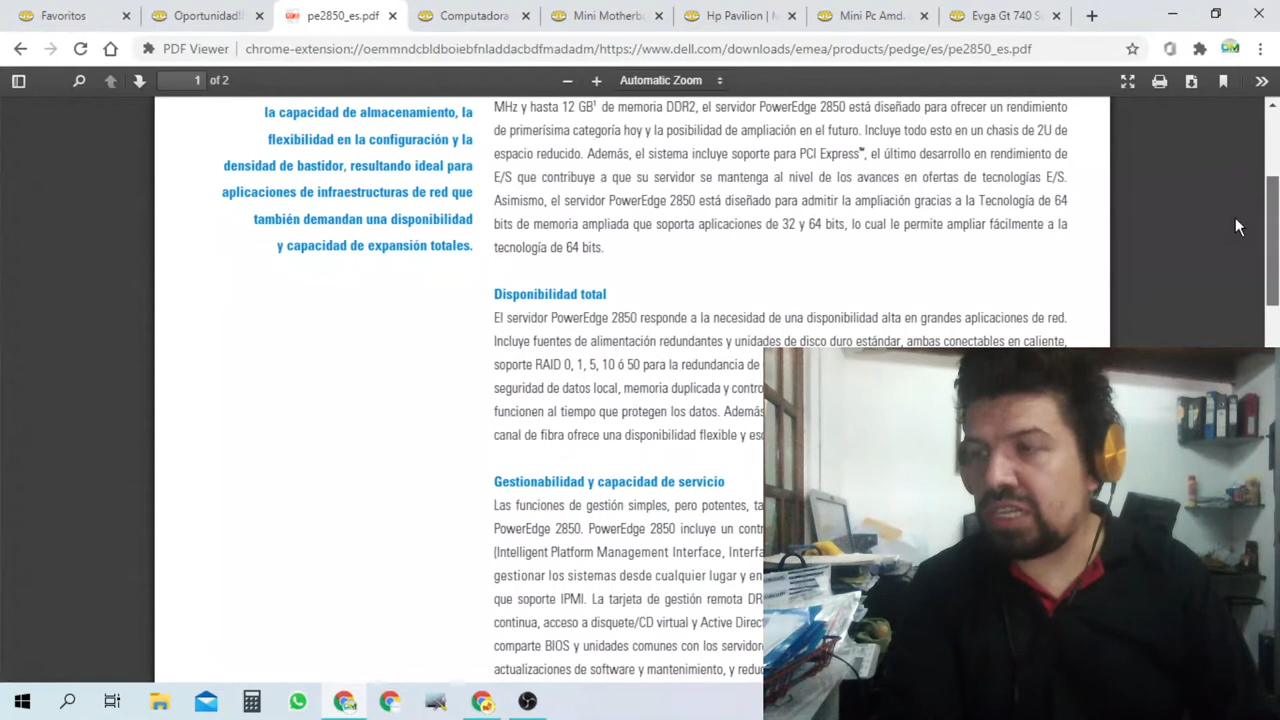 Favoritos
Oportunidad!
pe2850_es.pdf
Computadora
Mini Motherb
Hp Pavilion | M
Mini Pc Amd
Evga Gt 740 S
PDF Viewer
chrome-extension://oemmndcbldboiebfnladdacbdfmadadm/https://www.dell.com/downloads/emea/products/pedge/es/pe2850_es.pdf
1 of 2
Automatic Zoom
la capacidad de almacenamiento, la
flexibilidad en la configuración y la
densidad de bastidor, resultando ideal para
aplicaciones de infraestructuras de red que
también demandan una disponibilidad
y capacidad de expansión totales.
MHz y hasta 12 GB¹ de memoria DDR2, el servidor PowerEdge 2850 está diseñado para ofrecer un rendimiento
de primerísima categoría hoy y la posibilidad de ampliación en el futuro. Incluye todo esto en un chasis de 2U de
espacio reducido. Además, el sistema incluye soporte para PCI Express™, el último desarrollo en rendimiento de
E/S que contribuye a que su servidor se mantenga al nivel de los avances en ofertas de tecnologías E/S.
Asimismo, el servidor PowerEdge 2850 está diseñado para admitir la ampliación gracias a la Tecnología de 64
bits de memoria ampliada que soporta aplicaciones de 32 y 64 bits, lo cual le permite ampliar fácilmente a la
tecnología de 64 bits.
Disponibilidad total
El servidor PowerEdge 2850 responde a la necesidad de una disponibilidad alta en grandes aplicaciones de red.
Incluye fuentes de alimentación redundantes y unidades de disco duro estándar, ambas conectables en caliente,
soporte RAID 0, 1, 5, 10 ó 50 para la redundancia de
seguridad de datos local, memoria duplicada y contro
funcionen al tiempo que protegen los datos. Además
canal de fibra ofrece una disponibilidad flexible y esc
Gestionabilidad y capacidad de servicio
Las funciones de gestión simples, pero potentes, ta
PowerEdge 2850. PowerEdge 2850 incluye un contr
(Intelligent Platform Management Interface, Interfa
gestionar los sistemas desde cualquier lugar y en
que soporte IPMI. La tarjeta de gestión remota DR
continua, acceso a disquete/CD virtual y Active Direct
comparte BIOS y unidades comunes con los servidore
actualizaciones de software y mantenimiento, y redu